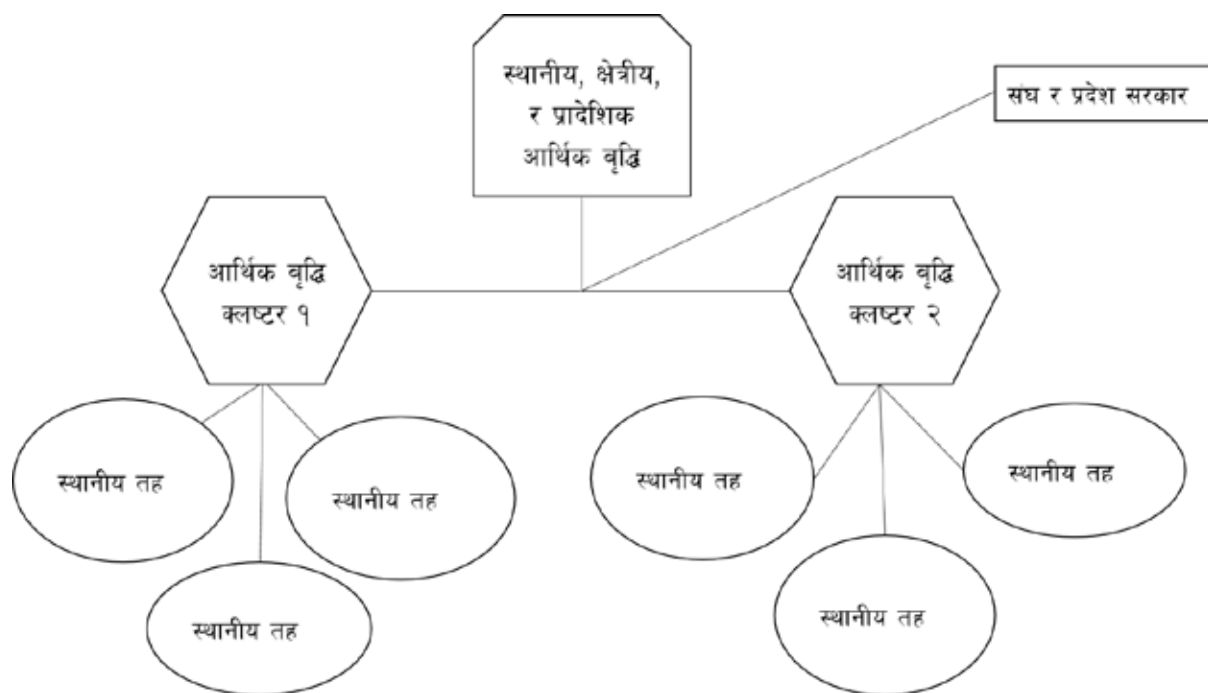 स्थानीय, क्षेत्रीय,
र प्रादेशिक
आर्थिक वृद्धि
संघ र प्रदेश सरकार
आर्थिक वृद्धि
क्लष्टर १
आर्थिक वृद्धि
क्लष्टर २
स्थानीय तह
स्थानीय तह
स्थानीय तह
स्थानीय तह
स्थानीय तह
स्थानीय तह